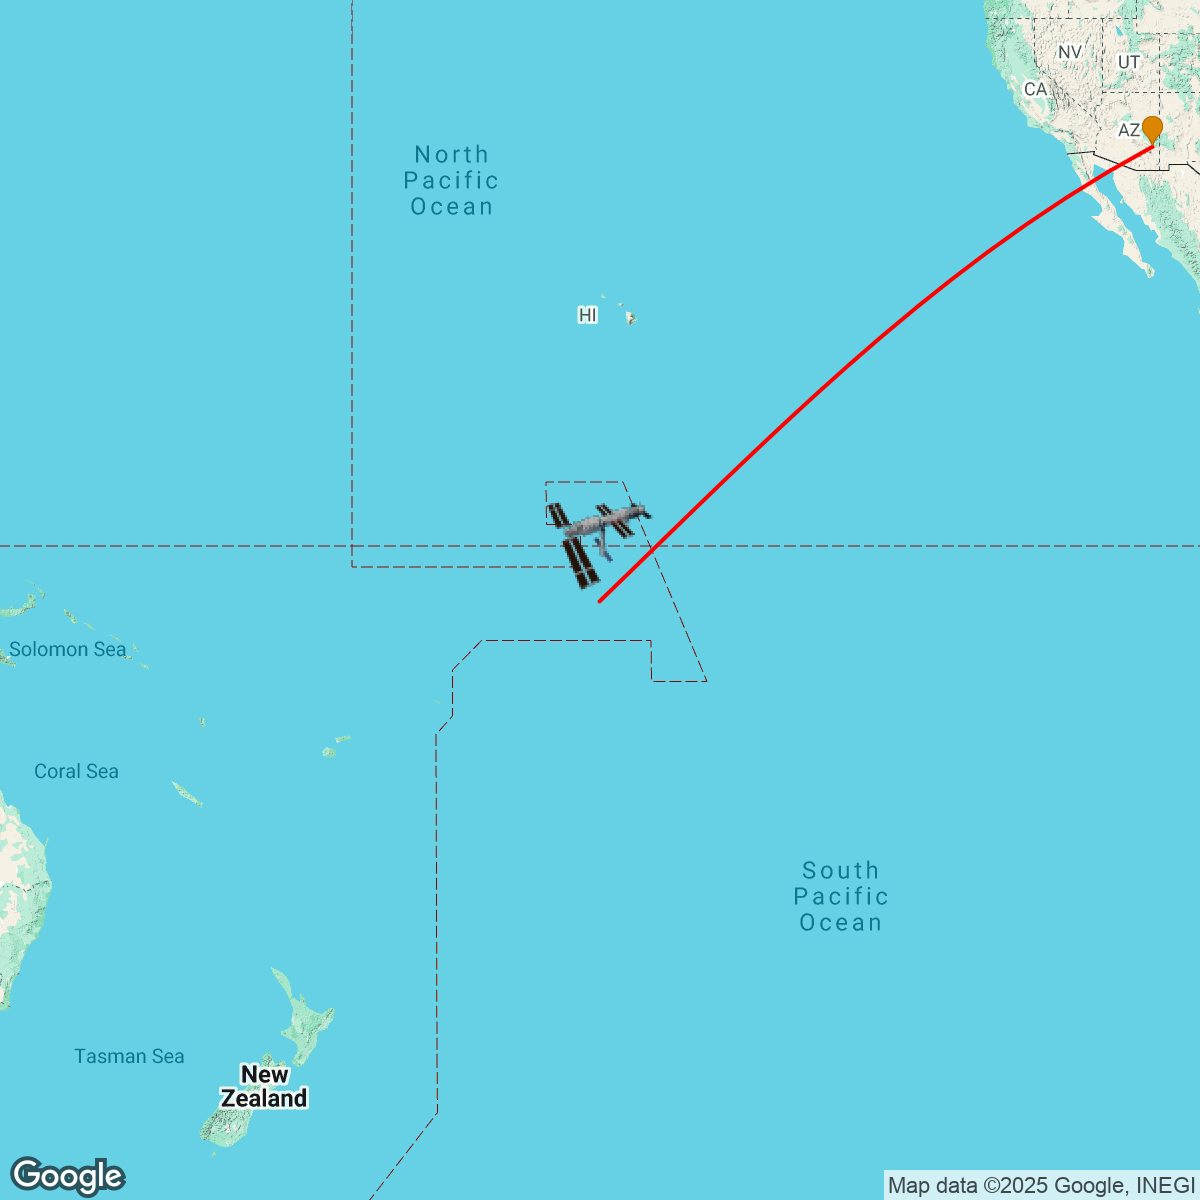 NV
UT
CA
AZ
North
Pacific
Ocean
HI
Solomon Sea
Coral Sea
South
Pacific
Ocean
Tasman Sea
New
Zealand
Google
Map data ©2025 Google, INEGI